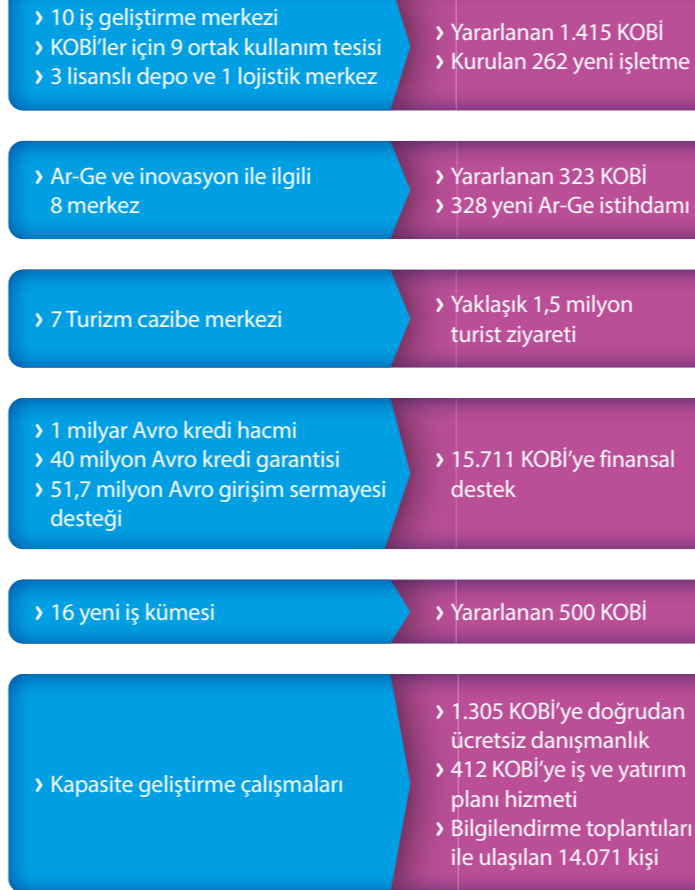 › 10 iş geliştirme merkezi
› KOBİ'ler için 9 ortak kullanım tesisi
› 3 lisanslı depo ve 1 lojistik merkez
› Yararlanan 1.415 KOBİ
› Kurulan 262 yeni işletme
› Ar-Ge ve inovasyon ile ilgili
8 merkez
› Yararlanan 323 KOBİ
› 328 yeni Ar-Ge istihdamı
› 7 Turizm cazibe merkezi
› Yaklaşık 1,5 milyon
turist ziyareti
› 1 milyar Avro kredi hacmi
› 40 milyon Avro kredi garantisi
› 51,7 milyon Avro girişim sermayesi
desteği
› 15.711 KOBİ'ye finansal
destek
› 16 yeni iş kümesi
› Yararlanan 500 KOBİ
› Kapasite geliştirme çalışmaları
› 1.305 KOBİ'ye doğrudan
ücretsiz danışmanlık
› 412 KOBİ'ye iş ve yatırım
planı hizmeti
› Bilgilendirme toplantıları
ile ulaşılan 14.071 kişi